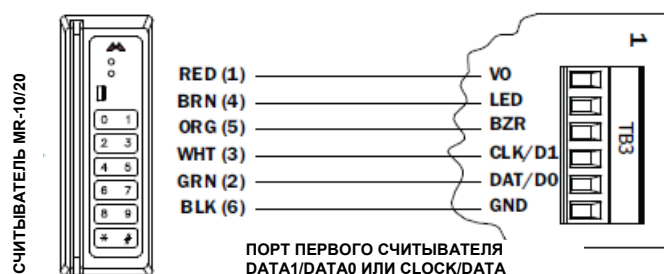 СЧИТЫВАТЕЛЬ MR-10/20
0 1
2 3
4 5
6 7
8 9
* #
RED (1) VO
BRN (4) LED
ORG (5) BZR
WHT (3) CLK/D1
GRN (2) DAT/D0
BLK (6) GND
1
TB3
ПОРТ ПЕРВОГО СЧИТЫВАТЕЛЯ
DATA1/DATA0 ИЛИ CLOCK/DATA